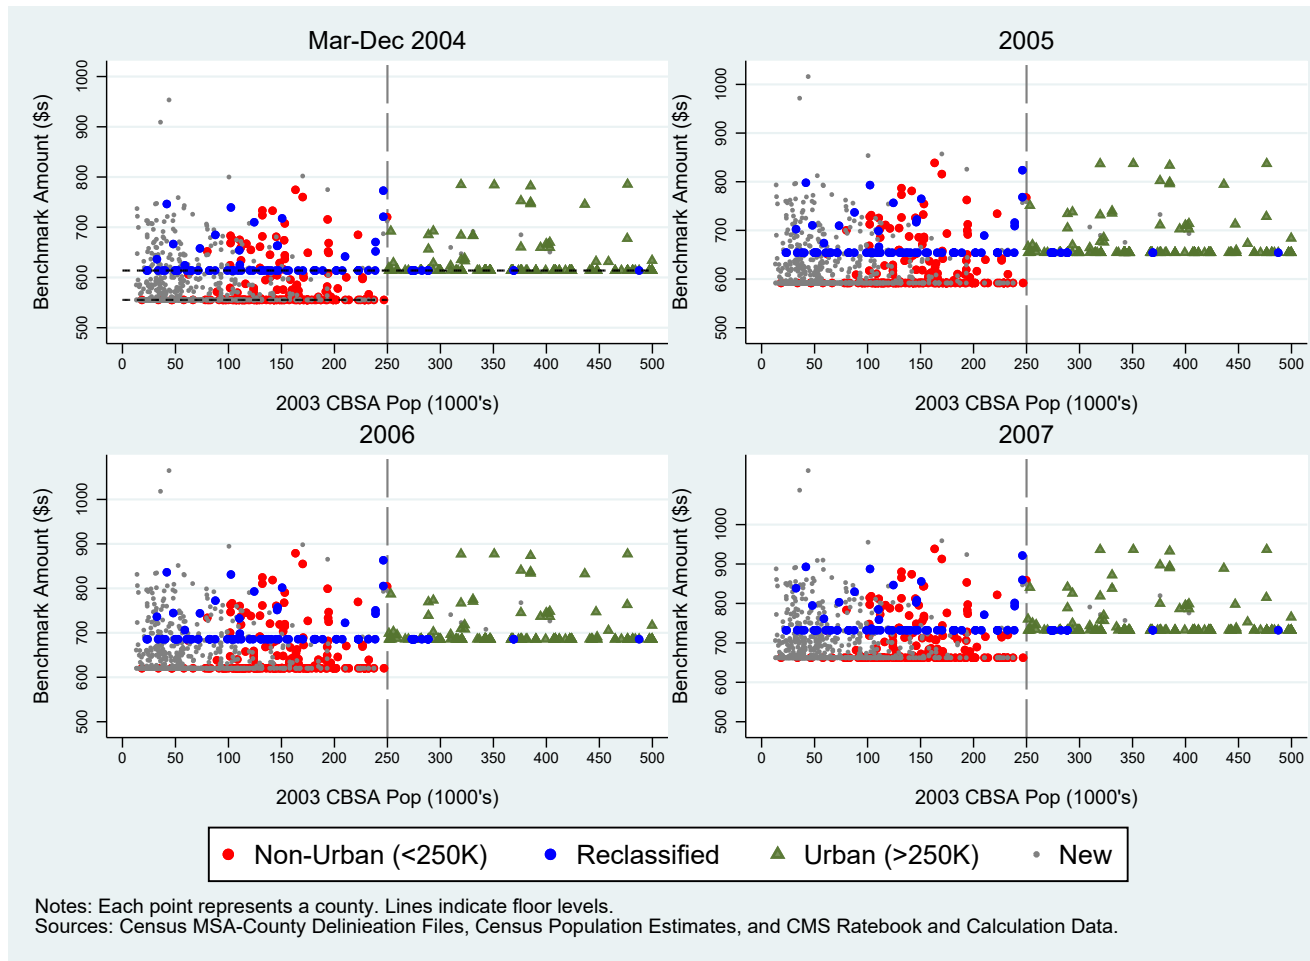 Mar-Dec 2004
Benchmark Amount ($s)
1000
900
800
700
600
500
0 50 100 150 200 250 300 350 400 450 500
2003 CBSA Pop (1000's)
2005
Benchmark Amount ($s)
1000
900
800
700
600
500
0 50 100 150 200 250 300 350 400 450 500
2003 CBSA Pop (1000's)
2006
Benchmark Amount ($s)
1000
900
800
700
600
500
0 50 100 150 200 250 300 350 400 450 500
2003 CBSA Pop (1000's)
2007
Benchmark Amount ($s)
1000
900
800
700
600
500
0 50 100 150 200 250 300 350 400 450 500
2003 CBSA Pop (1000's)
Non-Urban (<250K) Reclassified Urban (>250K) New
Notes: Each point represents a county. Lines indicate floor levels.
Sources: Census MSA-County Delinieation Files, Census Population Estimates, and CMS Ratebook and Calculation Data.